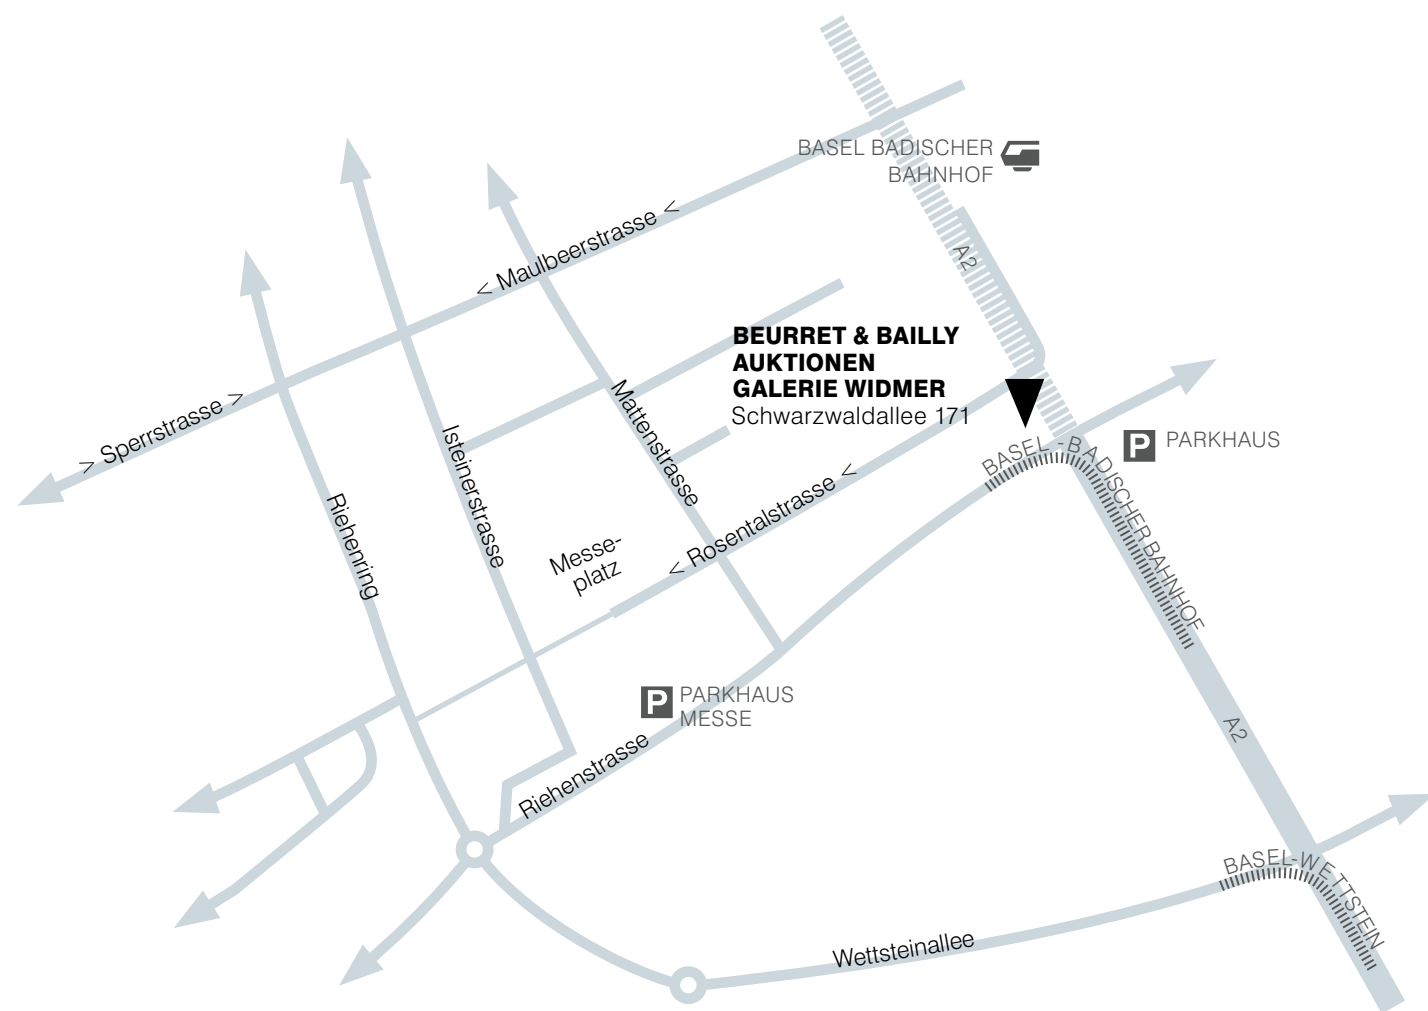 BASEL BADISCHER
BAHNHOF
A2
< Maulbeerstrasse <
BEURRET & BAILLY
AUKTIONEN
GALERIE WIDMER
Schwarzwaldallee 171
> Sperrstrasse >
Isteinerstrasse
Mattenstrasse
Riehenring
BASEL - BADISCHER BAHNHOF
P PARKHAUS
< Rosentalstrasse <
Messe-
platz
P PARKHAUS
MESSE
Riehenstrasse
A2
BASEL-WETTSTEIN
Wettsteinallee